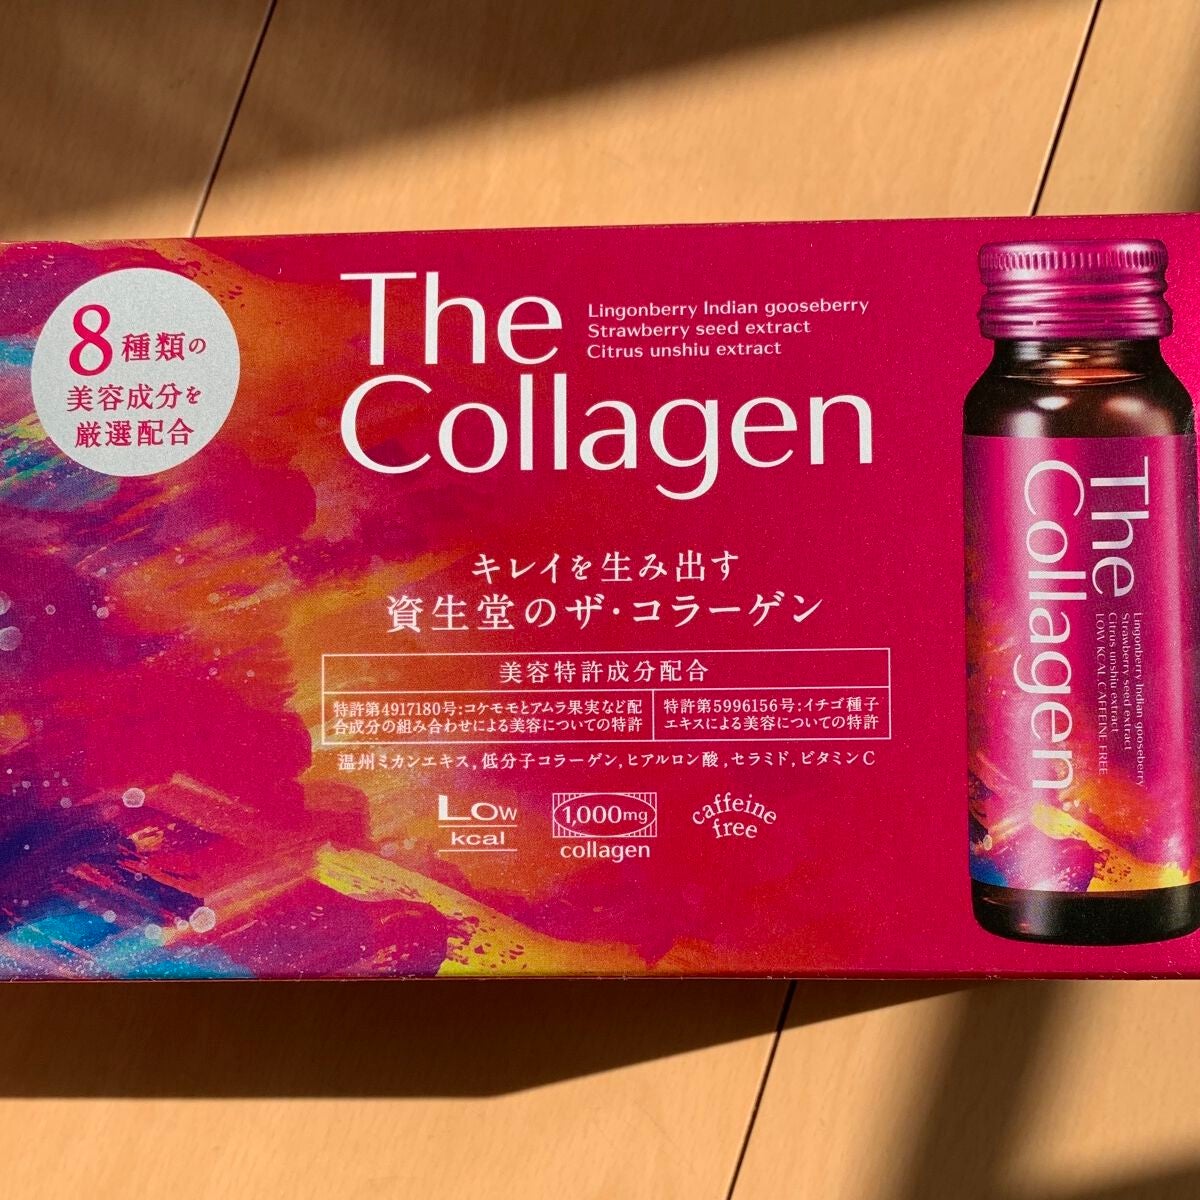 8種類の
美容成分を
厳選配合
The
Collagen
Lingonberry Indian gooseberry
Strawberry seed extract
Citrus unshiu extract
キレイを生み出す
資生堂のザ・コラーゲン
美容特許成分配合
特許第4917180号:コケモモとアムラ果実など配
合成分の組み合わせによる美容についての特許
特許第5996156号:イチゴ種子
エキスによる美容についての特許
温州ミカンエキス,低分子コラーゲン,ヒアルロン酸,セラミド,ビタミンC
Low
kcal
1,000mg
collagen
caffeine
free
The
Collagen
Lingonberry Indian gooseberry
Strawberry seed extract
Citrus unshiu extract
LOW KCAL CAFFEINE FREE